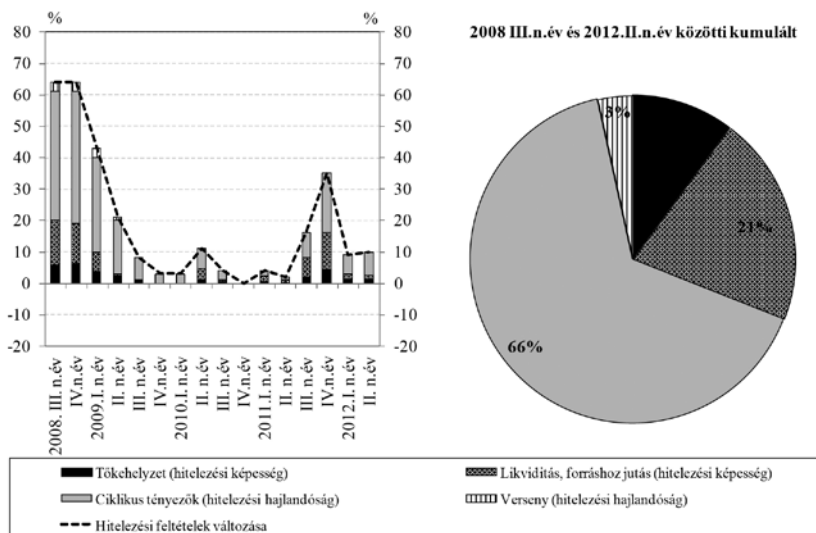 %
%
80
70
60
50
40
30
20
10
0
-10
-20
80
70
60
50
40
30
20
10
0
-10
-20
2008. III. n.év
IV.n.év
2009.I. n.év
II. n.év
III. n.év
IV.n.év
2010.I. n.év
II. n.év
III. n.év
IV.n.év
2011.I. n.év
II. n.év
III. n.év
IV.n.év
2012.I. n.év
II. n.év
2008 III.n.év és 2012.II.n.év közötti kumulált
3%
21%
66%
Tőkehelyzet (hitelezési képesség)
Likviditás, forráshoz jutás (hitelezési képesség)
Ciklikus tényezők (hitelezési hajlandóság)
Verseny (hitelezési hajlandóság)
Hitelezési feltételek változása